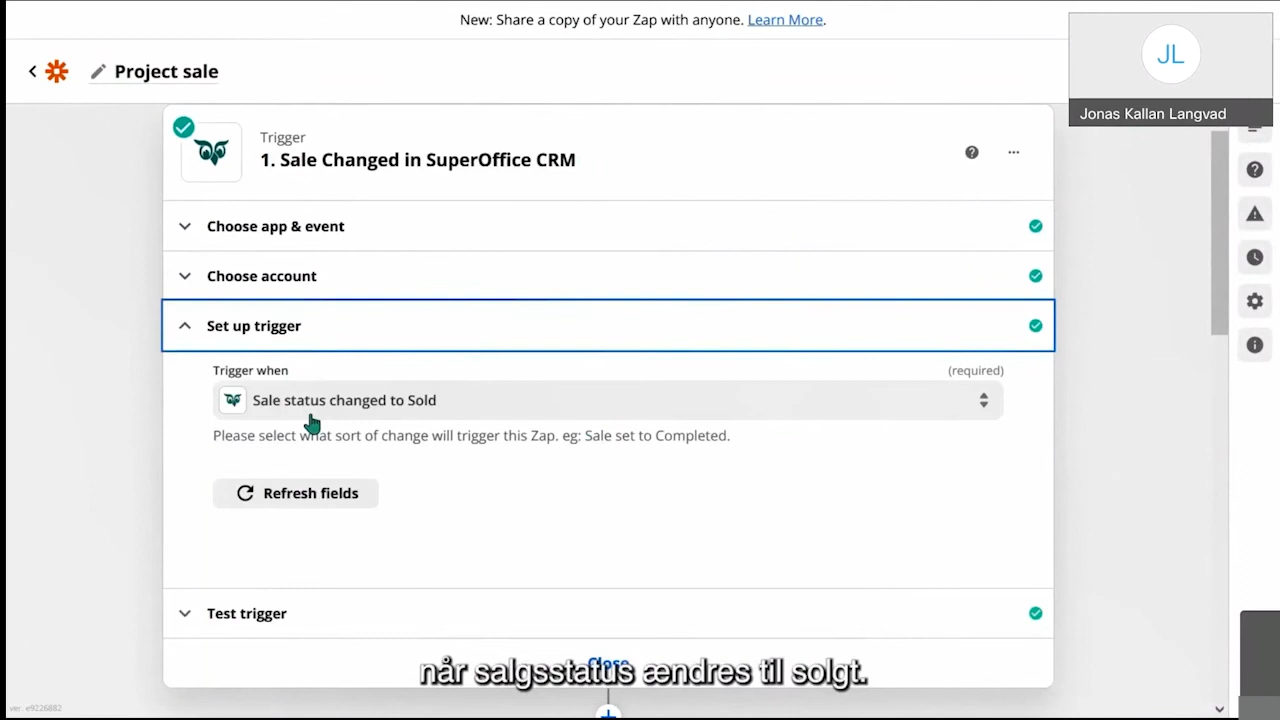 New: Share a copy of your Zap with anyone. Learn More.
Project sale
JL
Jonas Kallan Langvad
Trigger
1. Sale Changed in SuperOffice CRM
Choose app & event
Choose account
Set up trigger
Trigger when
(required)
Sale status changed to Sold
Please select what sort of change will trigger this Zap. eg: Sale set to Completed.
Refresh fields
Test trigger
Close
når salgsstatus ændres til solgt.
ver. e9226882